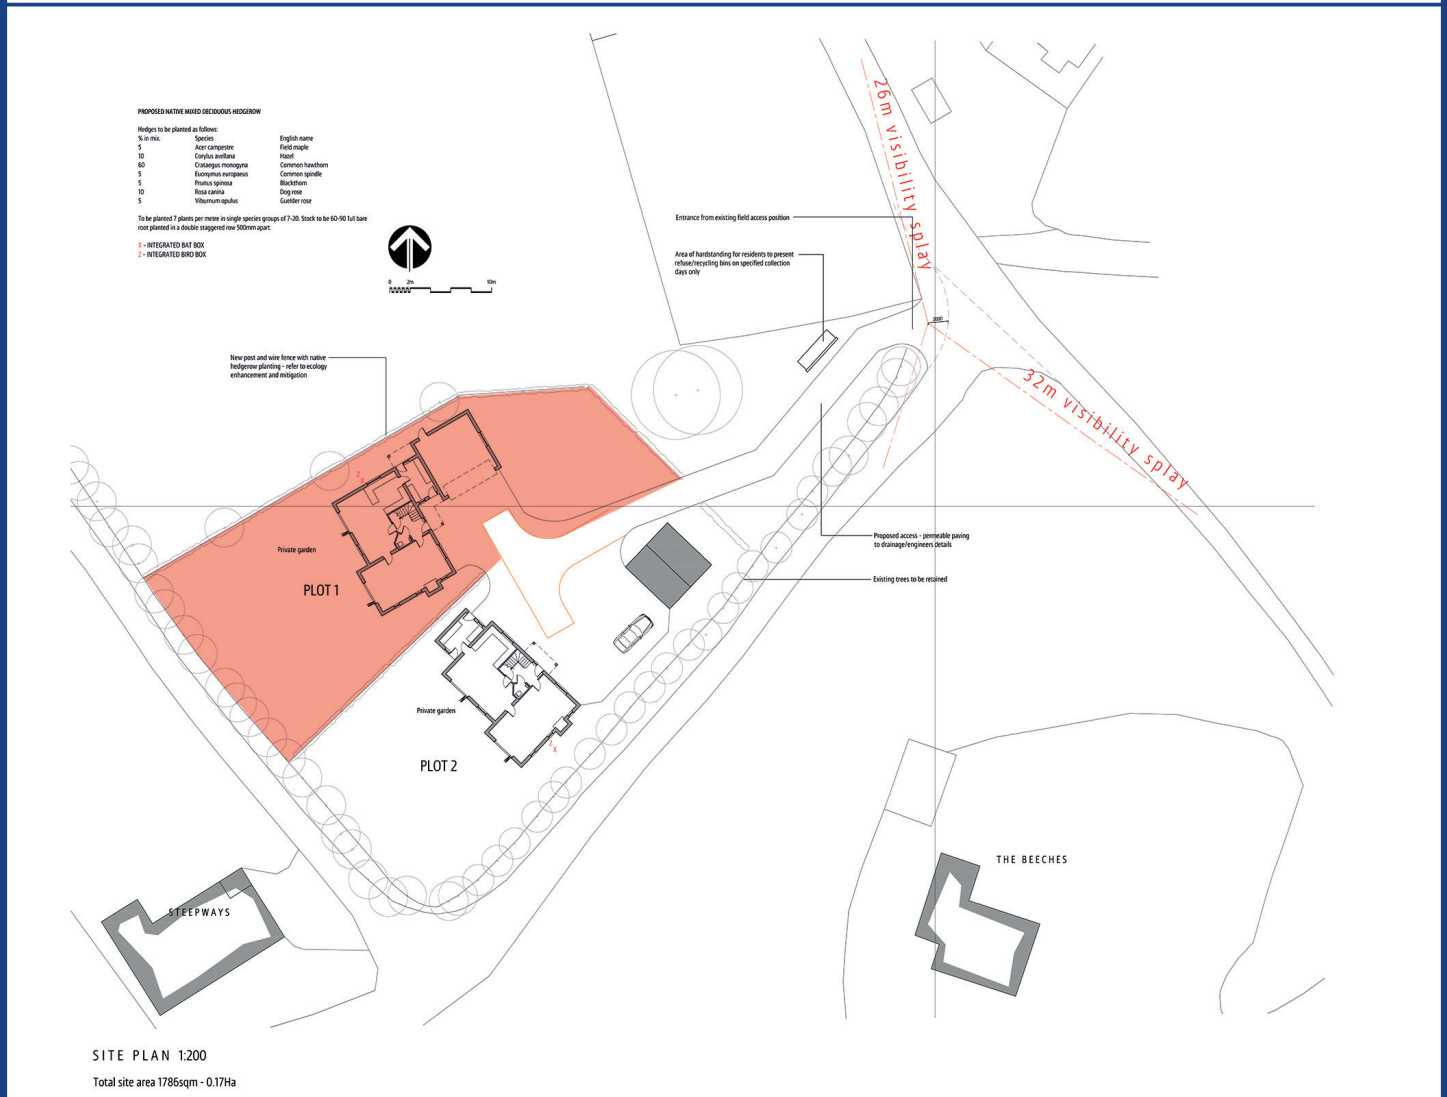 PROPOSED NATIVE MIXED DECIDUOUS HEDGEROW
Hedges to be planted as follows:
% in mix. Species English name
5 Acer campestre Field maple
10 Corylus avellana Hazel
60 Crataegus monogyna Common hawthorn
5 Euonymus europaeus Common spindle
5 Prunus spinosa Blackthorn
10 Rosa canina Dog rose
5 Viburnum opulus Guelder rose
To be planted 7 plants per metre in single species groups of 7-20. Stock to be 60-90 1u1 bare
root planted in a double staggered row 500mm apart.
X - INTEGRATED BAT BOX
Z - INTEGRATED BIRD BOX
0 2m 10m
26m visibility splay
Entrance from existing field access position
Area of hardstanding for residents to present
refuse/recycling bins on specified collection
days only
2000
New post and wire fence with native
hedgerow planting - refer to ecology
enhancement and mitigation
32m visibility splay
Z
X
Private garden
PLOT 1
Proposed access - permeable paving
to drainage/engineers details
Existing trees to be retained
Private garden
Z
X
PLOT 2
THE BEECHES
STEEPWAYS
SITE PLAN 1:200
Total site area 1786sqm - 0.17Ha